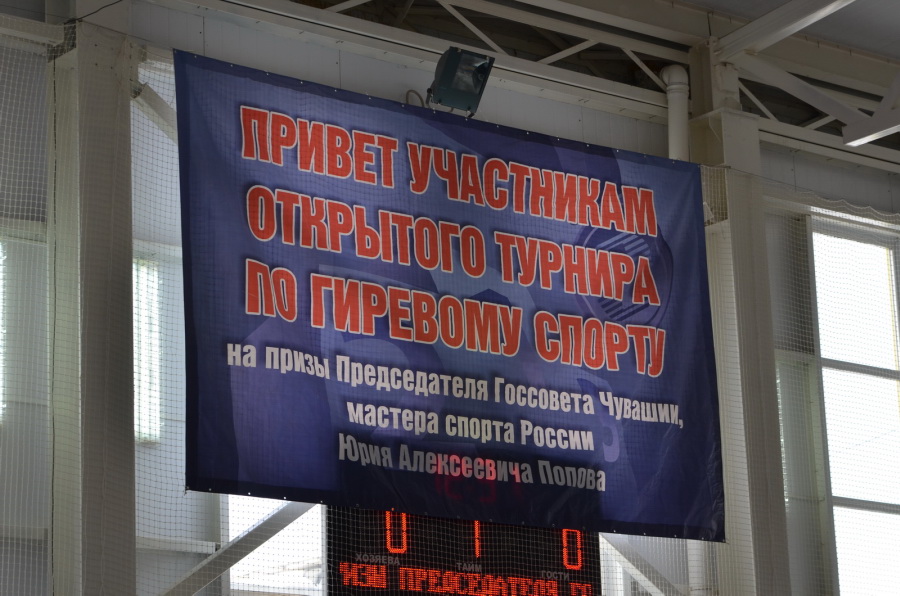 ПРИВЕТ УЧАСТНИКАМ
ОТКРЫТОГО ТУРНИРА
ПО ГИРЕВОМУ СПОРТУ
на призы Председателя Госсовета Чувашии,
мастера спорта России
Юрия Алексеевича Попова
0 1 0
ХОЗЯЕВА ТАЙМ ГОСТИ
ПРЕДСЕДАТЕЛЯ